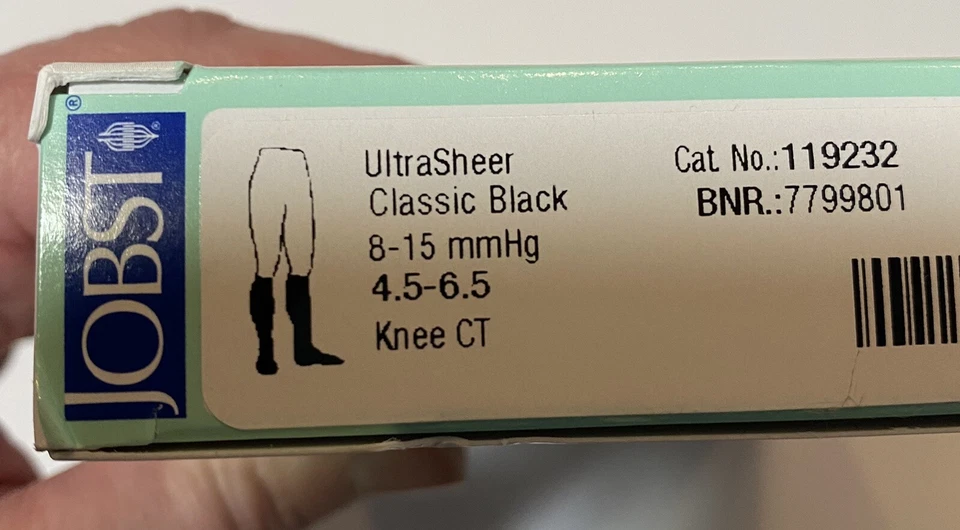 JOBST®
UltraSheer
Classic Black
8-15 mmHg
4.5-6.5
Knee CT
Cat No.:119232
BNR.:7799801